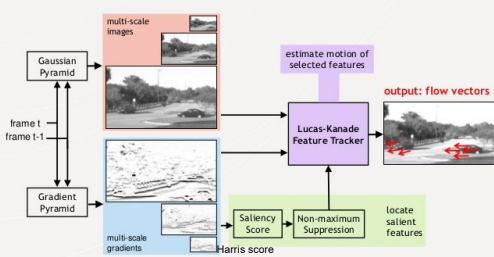 multi-scale
images
Gaussian
Pyramid
estimate motion of
selected features
output: flow vectors
frame t
frame t-1
Lucas-Kanade
Feature Tracker
Gradient
Pyramid
multi-scale
gradients
Saliency
Score
Non-maximum
Suppression
locate
salient
features
Harris score